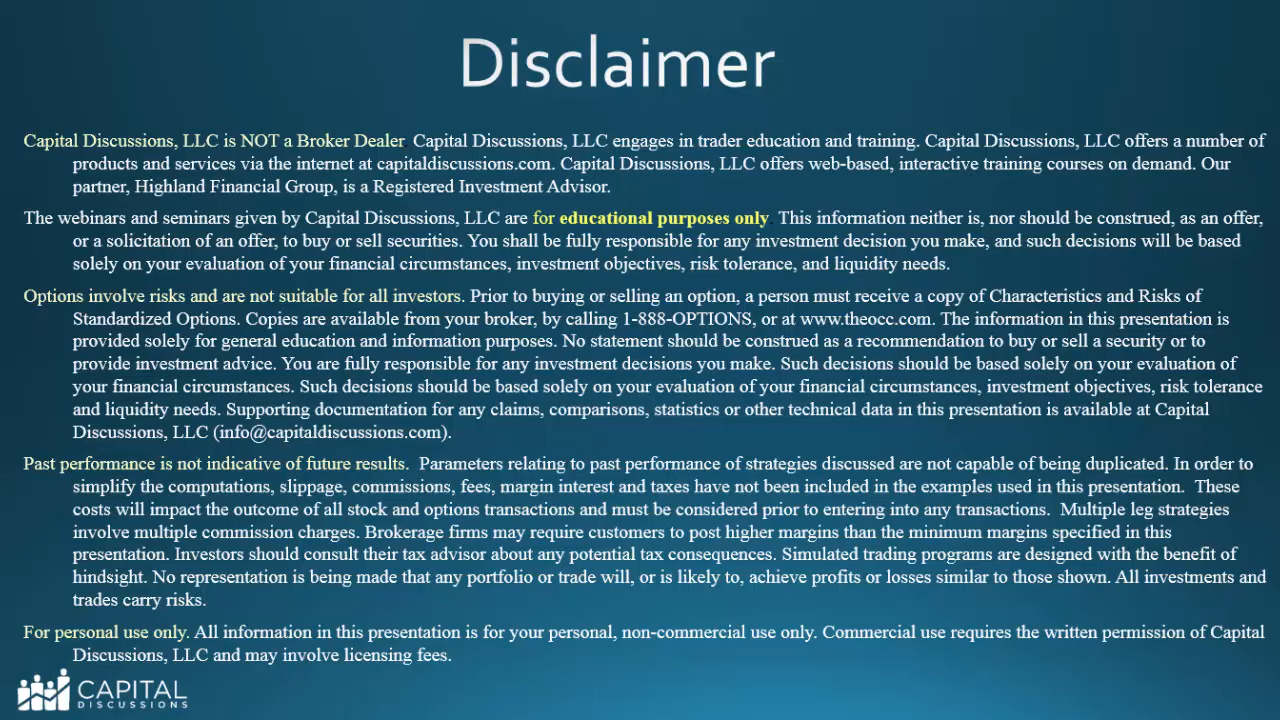 Disclaimer
Capital Discussions, LLC is NOT a Broker Dealer. Capital Discussions, LLC engages in trader education and training. Capital Discussions, LLC offers a number of
products and services via the internet at capitaldiscussions.com. Capital Discussions, LLC offers web-based, interactive training courses on demand. Our
partner, Highland Financial Group, is a Registered Investment Advisor.
The webinars and seminars given by Capital Discussions, LLC are for educational purposes only. This information neither is, nor should be construed, as an offer,
or a solicitation of an offer, to buy or sell securities. You shall be fully responsible for any investment decision you make, and such decisions will be based
solely on your evaluation of your financial circumstances, investment objectives, risk tolerance, and liquidity needs.
Options involve risks and are not suitable for all investors. Prior to buying or selling an option, a person must receive a copy of Characteristics and Risks of
Standardized Options. Copies are available from your broker, by calling 1-888-OPTIONS, or at www.theocc.com. The information in this presentation is
provided solely for general education and information purposes. No statement should be construed as a recommendation to buy or sell a security or to
provide investment advice. You are fully responsible for any investment decisions you make. Such decisions should be based solely on your evaluation of
your financial circumstances. Such decisions should be based solely on your evaluation of your financial circumstances, investment objectives, risk tolerance
and liquidity needs. Supporting documentation for any claims, comparisons, statistics or other technical data in this presentation is available at Capital
Discussions, LLC (info@capitaldiscussions.com).
Past performance is not indicative of future results. Parameters relating to past performance of strategies discussed are not capable of being duplicated. In order to
simplify the computations, slippage, commissions, fees, margin interest and taxes have not been included in the examples used in this presentation. These
costs will impact the outcome of all stock and options transactions and must be considered prior to entering into any transactions. Multiple leg strategies
involve multiple commission charges. Brokerage firms may require customers to post higher margins than the minimum margins specified in this
presentation. Investors should consult their tax advisor about any potential tax consequences. Simulated trading programs are designed with the benefit of
hindsight. No representation is being made that any portfolio or trade will, or is likely to, achieve profits or losses similar to those shown. All investments and
trades carry risks.
For personal use only. All information in this presentation is for your personal, non-commercial use only. Commercial use requires the written permission of Capital
Discussions, LLC and may involve licensing fees.
CAPITAL
DISCUSSIONS